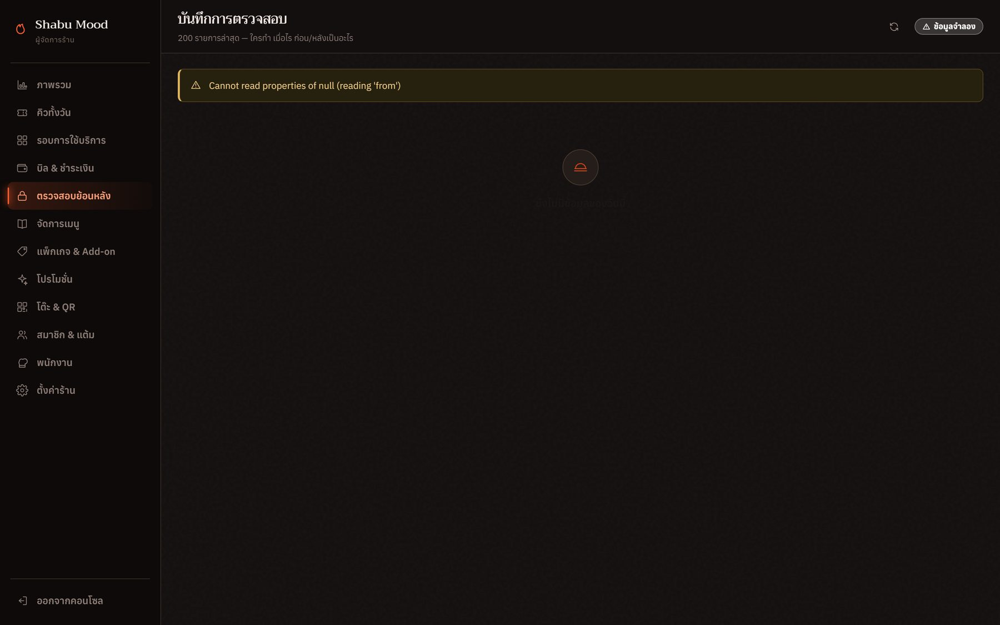 Shabu Mood
ผู้จัดการร้าน
ภาพรวม
คิวทั้งวัน
รอบการใช้บริการ
บิล & ชำระเงิน
ตรวจสอบย้อนหลัง
จัดการเมนู
แพ็กเกจ & Add-on
โปรโมชั่น
โต๊ะ & QR
สมาชิก & แต้ม
พนักงาน
ตั้งค่าร้าน
ออกจากคอนโซล
บันทึกการตรวจสอบ
200 รายการล่าสุด — ใครทำ เมื่อไร ก่อน/หลังเป็นอะไร
ข้อมูลจำลอง
Cannot read properties of null (reading 'from')
ยังไม่มีข้อมูลของวันนี้